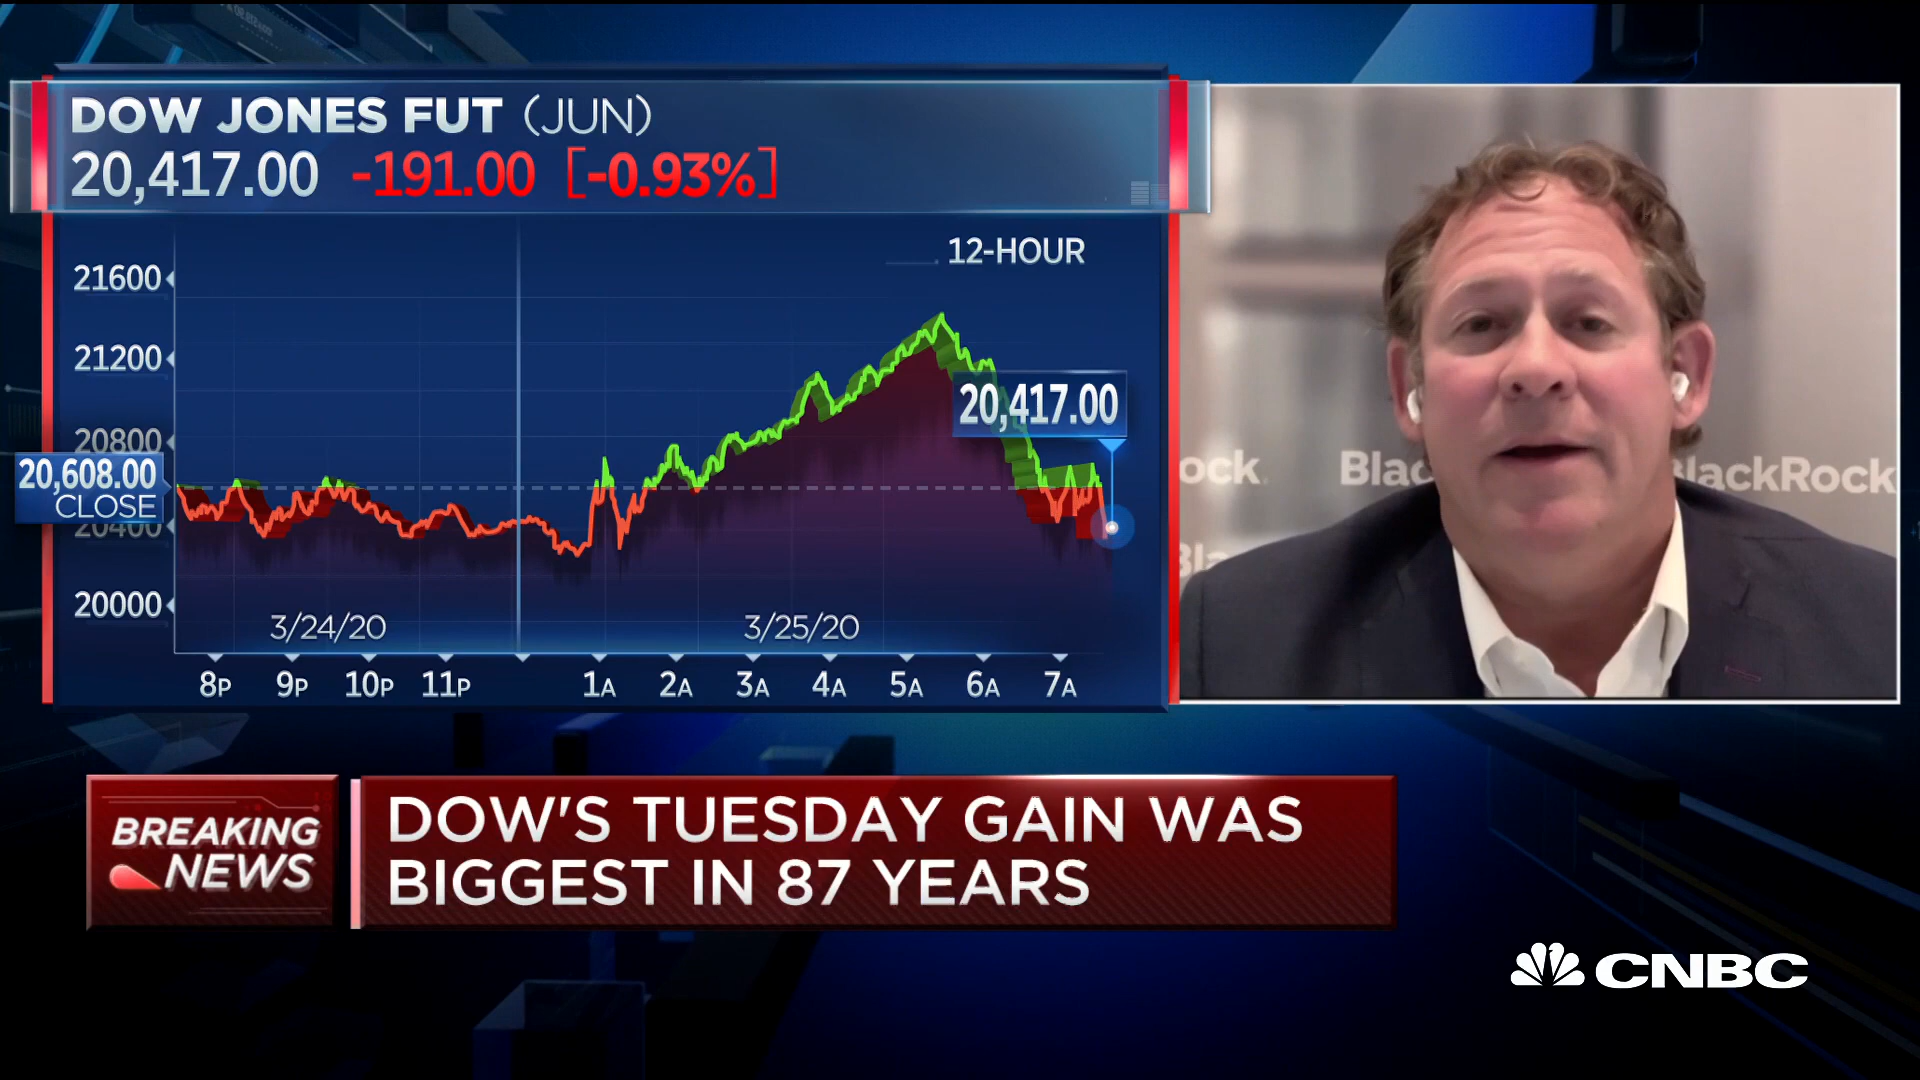 DOW JONES FUT (JUN)
20,417.00 -191.00 [-0.93%]
12-HOUR
21600
21200
20800
20,608.00
CLOSE
20400
20000
20,417.00
3/24/20
3/25/20
8P 9P 10P 11P 1A 2A 3A 4A 5A 6A 7A
ock.
Blac
lackRock
Bla
BREAKING
NEWS
DOW'S TUESDAY GAIN WAS
BIGGEST IN 87 YEARS
CNBC